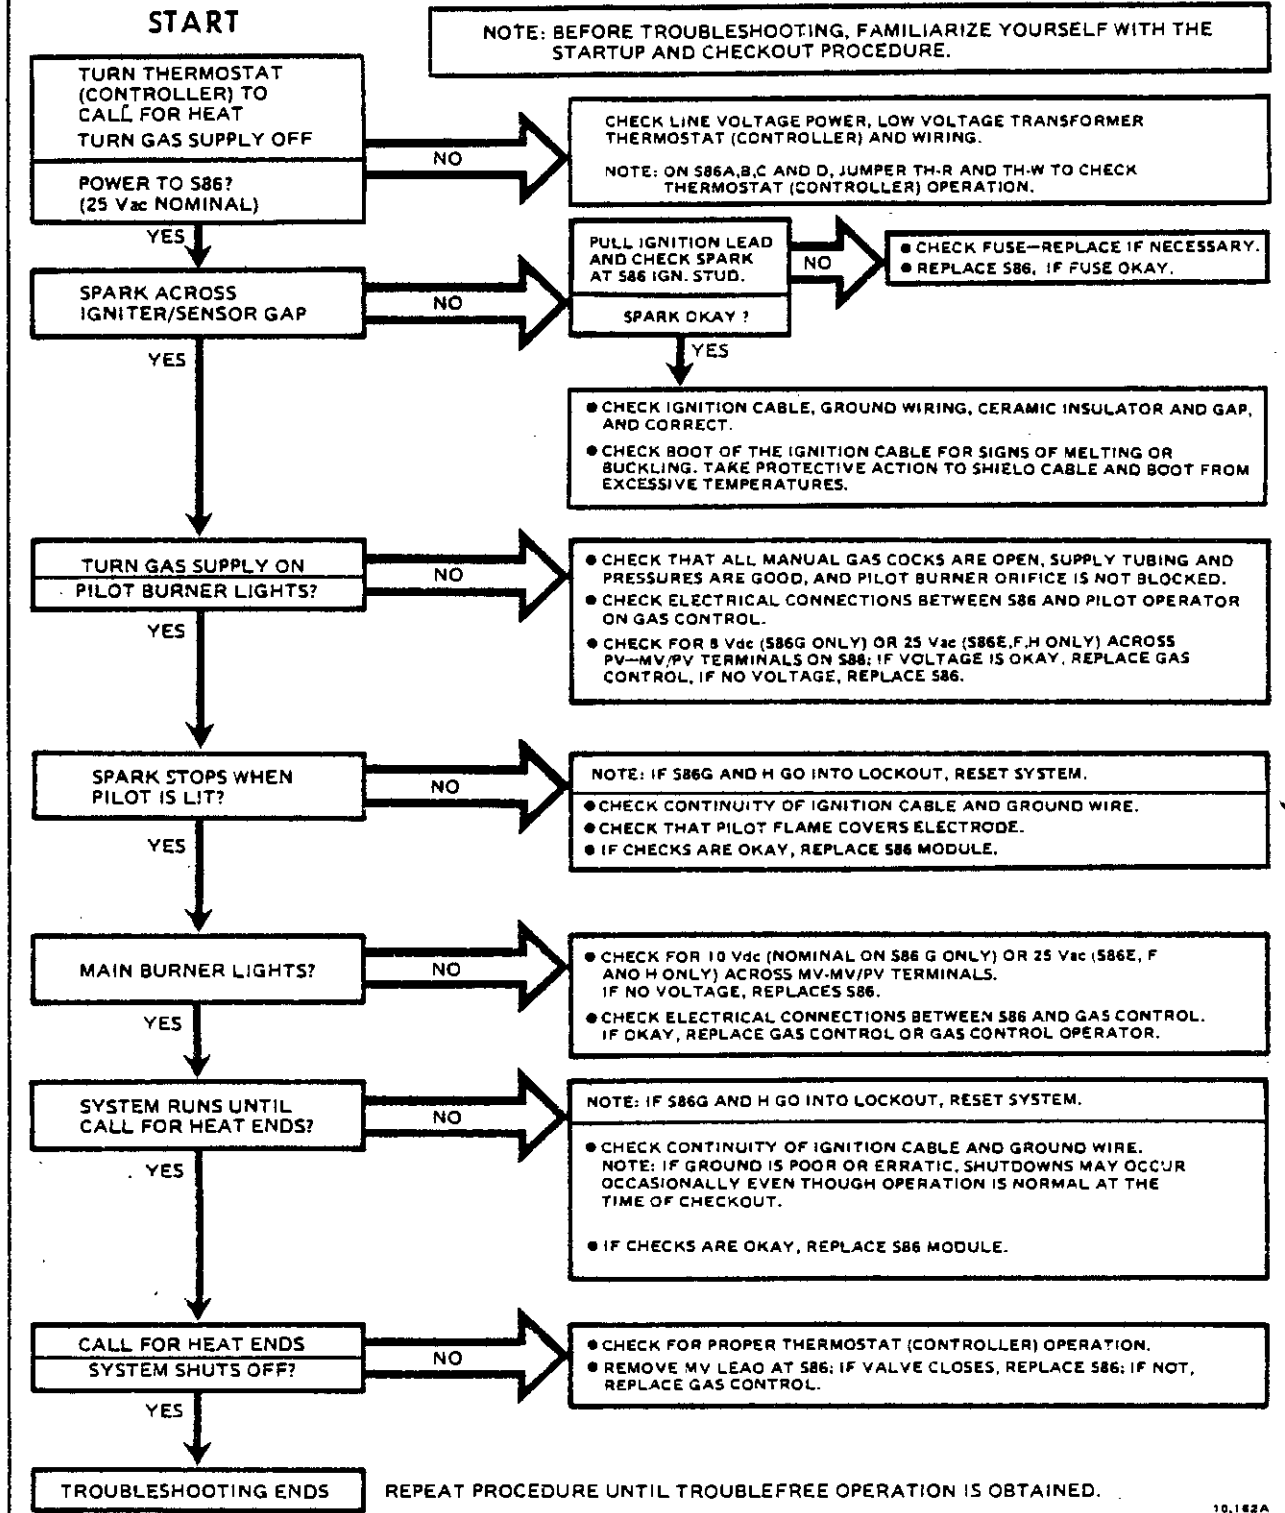 START
NOTE: BEFORE TROUBLESHOOTING, FAMILIARIZE YOURSELF WITH THE
STARTUP AND CHECKOUT PROCEDURE.
TURN THERMOSTAT
(CONTROLLER) TO
CALL FOR HEAT
TURN GAS SUPPLY OFF
POWER TO S86?
(25 Vac NOMINAL)
NO
CHECK LINE VOLTAGE POWER, LOW VOLTAGE TRANSFORMER
THERMOSTAT (CONTROLLER) AND WIRING.
NOTE: ON S86A,B,C AND D, JUMPER TH-R AND TH-W TO CHECK
THERMOSTAT (CONTROLLER) OPERATION.
YES
SPARK ACROSS
IGNITER/SENSOR GAP
NO
PULL IGNITION LEAD
AND CHECK SPARK
AT S86 IGN. STUD.
SPARK OKAY ?
NO
● CHECK FUSE—REPLACE IF NECESSARY.
● REPLACE S86, IF FUSE OKAY.
YES
YES
● CHECK IGNITION CABLE, GROUND WIRING, CERAMIC INSULATOR AND GAP,
AND CORRECT.
● CHECK BOOT OF THE IGNITION CABLE FOR SIGNS OF MELTING OR
BUCKLING. TAKE PROTECTIVE ACTION TO SHIELD CABLE AND BOOT FROM
EXCESSIVE TEMPERATURES.
TURN GAS SUPPLY ON
PILOT BURNER LIGHTS?
NO
● CHECK THAT ALL MANUAL GAS COCKS ARE OPEN, SUPPLY TUBING AND
PRESSURES ARE GOOD, AND PILOT BURNER ORIFICE IS NOT BLOCKED.
● CHECK ELECTRICAL CONNECTIONS BETWEEN S86 AND PILOT OPERATOR
ON GAS CONTROL.
● CHECK FOR 8 Vdc (S86G ONLY) OR 25 Vac (S86E,F,H ONLY) ACROSS
PV—MV/PV TERMINALS ON S86; IF VOLTAGE IS OKAY, REPLACE GAS
CONTROL, IF NO VOLTAGE, REPLACE S86.
YES
SPARK STOPS WHEN
PILOT IS LIT?
NO
NOTE: IF S86G AND H GO INTO LOCKOUT, RESET SYSTEM.
● CHECK CONTINUITY OF IGNITION CABLE AND GROUND WIRE.
● CHECK THAT PILOT FLAME COVERS ELECTRODE.
● IF CHECKS ARE OKAY, REPLACE S86 MODULE.
YES
MAIN BURNER LIGHTS?
NO
● CHECK FOR 10 Vdc (NOMINAL ON S86 G ONLY) OR 25 Vac (S86E, F
AND H ONLY) ACROSS MV-MV/PV TERMINALS.
IF NO VOLTAGE, REPLACES S86.
● CHECK ELECTRICAL CONNECTIONS BETWEEN S86 AND GAS CONTROL.
IF OKAY, REPLACE GAS CONTROL OR GAS CONTROL OPERATOR.
YES
SYSTEM RUNS UNTIL
CALL FOR HEAT ENDS?
NO
NOTE: IF S86G AND H GO INTO LOCKOUT, RESET SYSTEM.
● CHECK CONTINUITY OF IGNITION CABLE AND GROUND WIRE.
NOTE: IF GROUND IS POOR OR ERRATIC, SHUTDOWNS MAY OCCUR
OCCASIONALLY EVEN THOUGH OPERATION IS NORMAL AT THE
TIME OF CHECKOUT.
● IF CHECKS ARE OKAY, REPLACE S86 MODULE.
YES
CALL FOR HEAT ENDS
SYSTEM SHUTS OFF?
NO
● CHECK FOR PROPER THERMOSTAT (CONTROLLER) OPERATION.
● REMOVE MV LEAD AT S86; IF VALVE CLOSES, REPLACE S86; IF NOT,
REPLACE GAS CONTROL.
YES
TROUBLESHOOTING ENDS
REPEAT PROCEDURE UNTIL TROUBLEFREE OPERATION IS OBTAINED.
10,162A